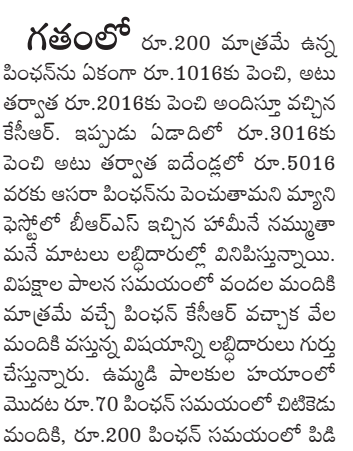 గతంలో రూ.200 మాత్రమే ఉన్న
పింఛన్‌ను ఏకంగా రూ.1016కు పెంచి, అటు
తర్వాత రూ.2016కు పెంచి అందిస్తూ వచ్చిన
కేసీఆర్. ఇప్పుడు ఏడాదిలో రూ.3016కు
పెంచి అటు తర్వాత ఐదేండ్లలో రూ.5016
వరకు ఆసరా పింఛన్‌ను పెంచుతామని మ్యాని
ఫెస్టోలో బీఆర్ఎస్ ఇచ్చిన హామీనే నమ్ముతా
మనే మాటలు లబ్ధిదారుల్లో వినిపిస్తున్నాయి.
విపక్షాల పాలన సమయంలో వందల మందికి
మాత్రమే వచ్చే పింఛన్ కేసీఆర్ వచ్చాక వేల
మందికి వస్తున్న విషయాన్ని లబ్ధిదారులు గుర్తు
చేస్తున్నారు. ఉమ్మడి పాలకుల హయాంలో
మొదట రూ.70 పింఛన్ సమయంలో చిటికెడు
మందికి, రూ.200 పింఛన్ సమయంలో పిడి